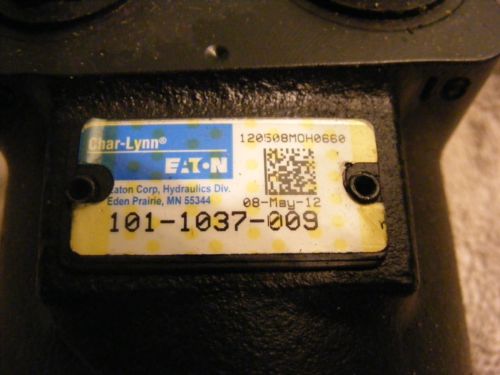 Char-Lynn®
EATON
120508MOH0660
Eaton Corp, Hydraulics Div.
Eden Prairie, MN 55344
08-May-12
101-1037-009